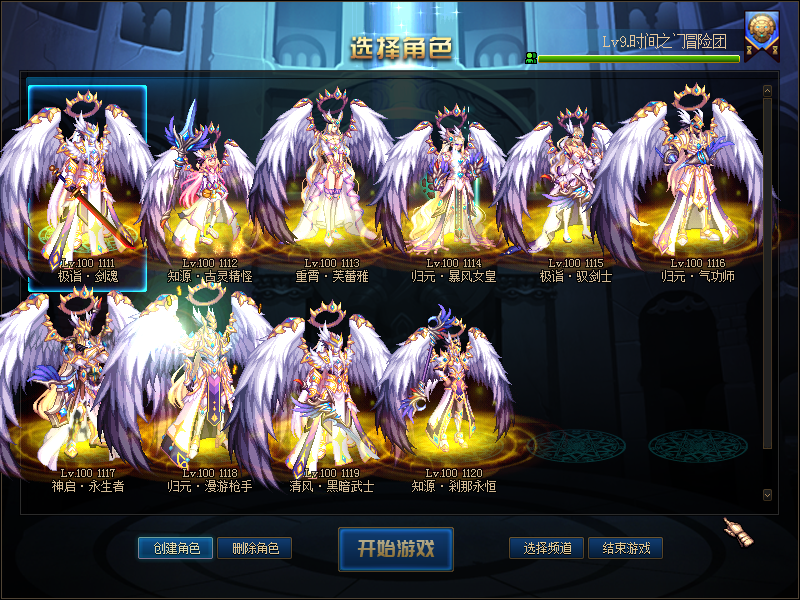 选择角色
Lv9.时间之门冒险团
Lv.100 1111
极诣·剑魂
Lv.100 1112
知源·古灵精怪
Lv.100 1113
重霄·芙蕾雅
Lv.100 1114
归元·暴风女皇
Lv.100 1115
极诣·驭剑士
Lv.100 1116
归元·气功师
Lv.100 1117
神启·永生者
Lv.100 1118
归元·漫游枪手
Lv.100 1119
清风·黑暗武士
Lv.100 1120
知源·刹那永恒
创建角色
删除角色
开始游戏
选择频道
结束游戏